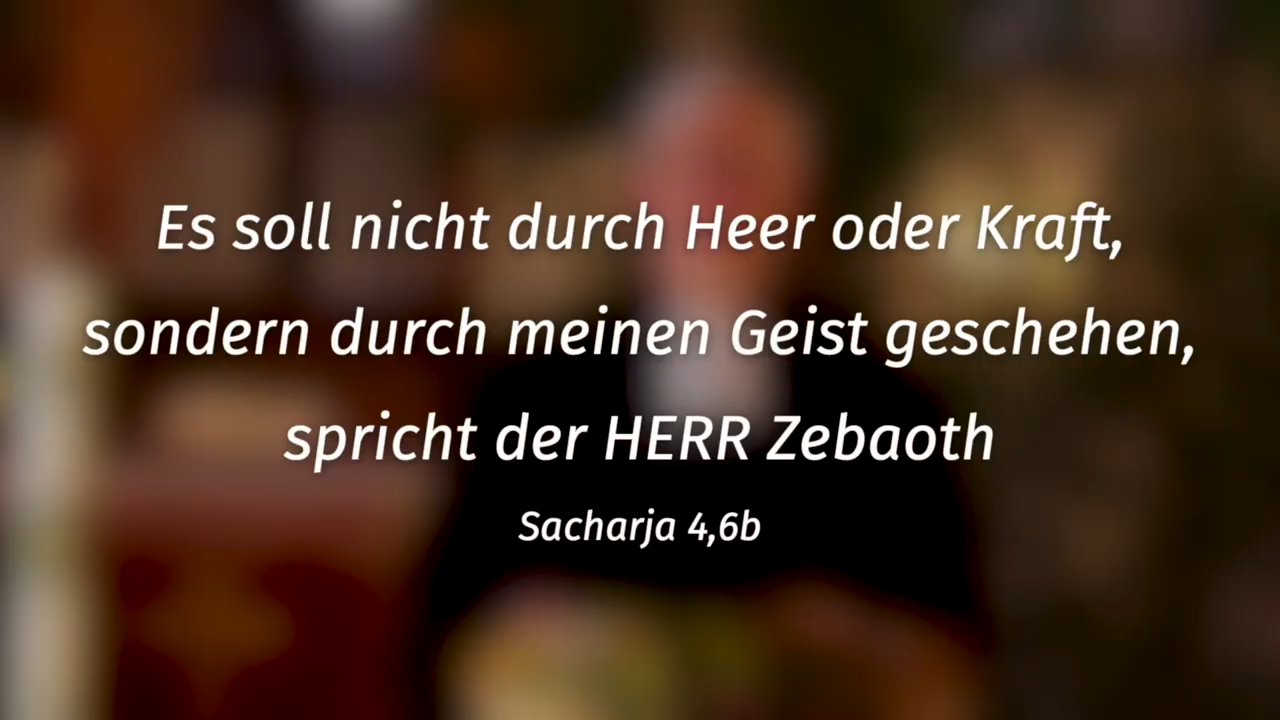 Es soll nicht durch Heer oder Kraft,
sondern durch meinen Geist geschehen,
spricht der HERR Zebaoth
Sacharja 4,6b